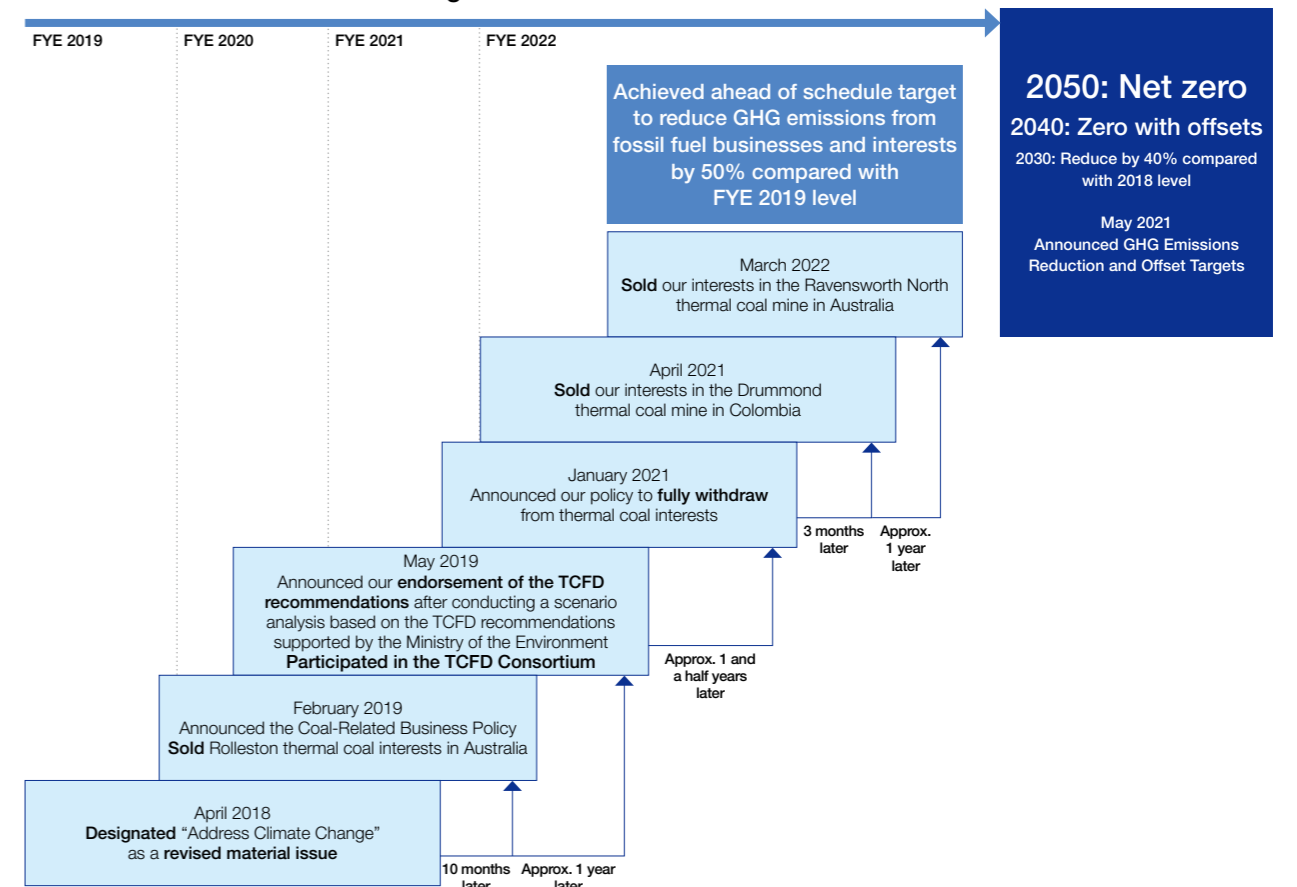 FYE 2019
FYE 2020
FYE 2021
FYE 2022
2050: Net zero
2040: Zero with offsets
2030: Reduce by 40% compared
with 2018 level
May 2021
Announced GHG Emissions
Reduction and Offset Targets
Achieved ahead of schedule target
to reduce GHG emissions from
fossil fuel businesses and interests
by 50% compared with
FYE 2019 level
March 2022
Sold our interests in the Ravensworth North
thermal coal mine in Australia
April 2021
Sold our interests in the Drummond
thermal coal mine in Colombia
January 2021
Announced our policy to fully withdraw
from thermal coal interests
3 months
later
Approx.
1 year
later
May 2019
Announced our endorsement of the TCFD
recommendations after conducting a scenario
analysis based on the TCFD recommendations
supported by the Ministry of the Environment
Participated in the TCFD Consortium
Approx. 1 and
a half years
later
February 2019
Announced the Coal-Related Business Policy
Sold Rolleston thermal coal interests in Australia
April 2018
Designated “Address Climate Change”
as a revised material issue
10 months
later
Approx. 1 year
later